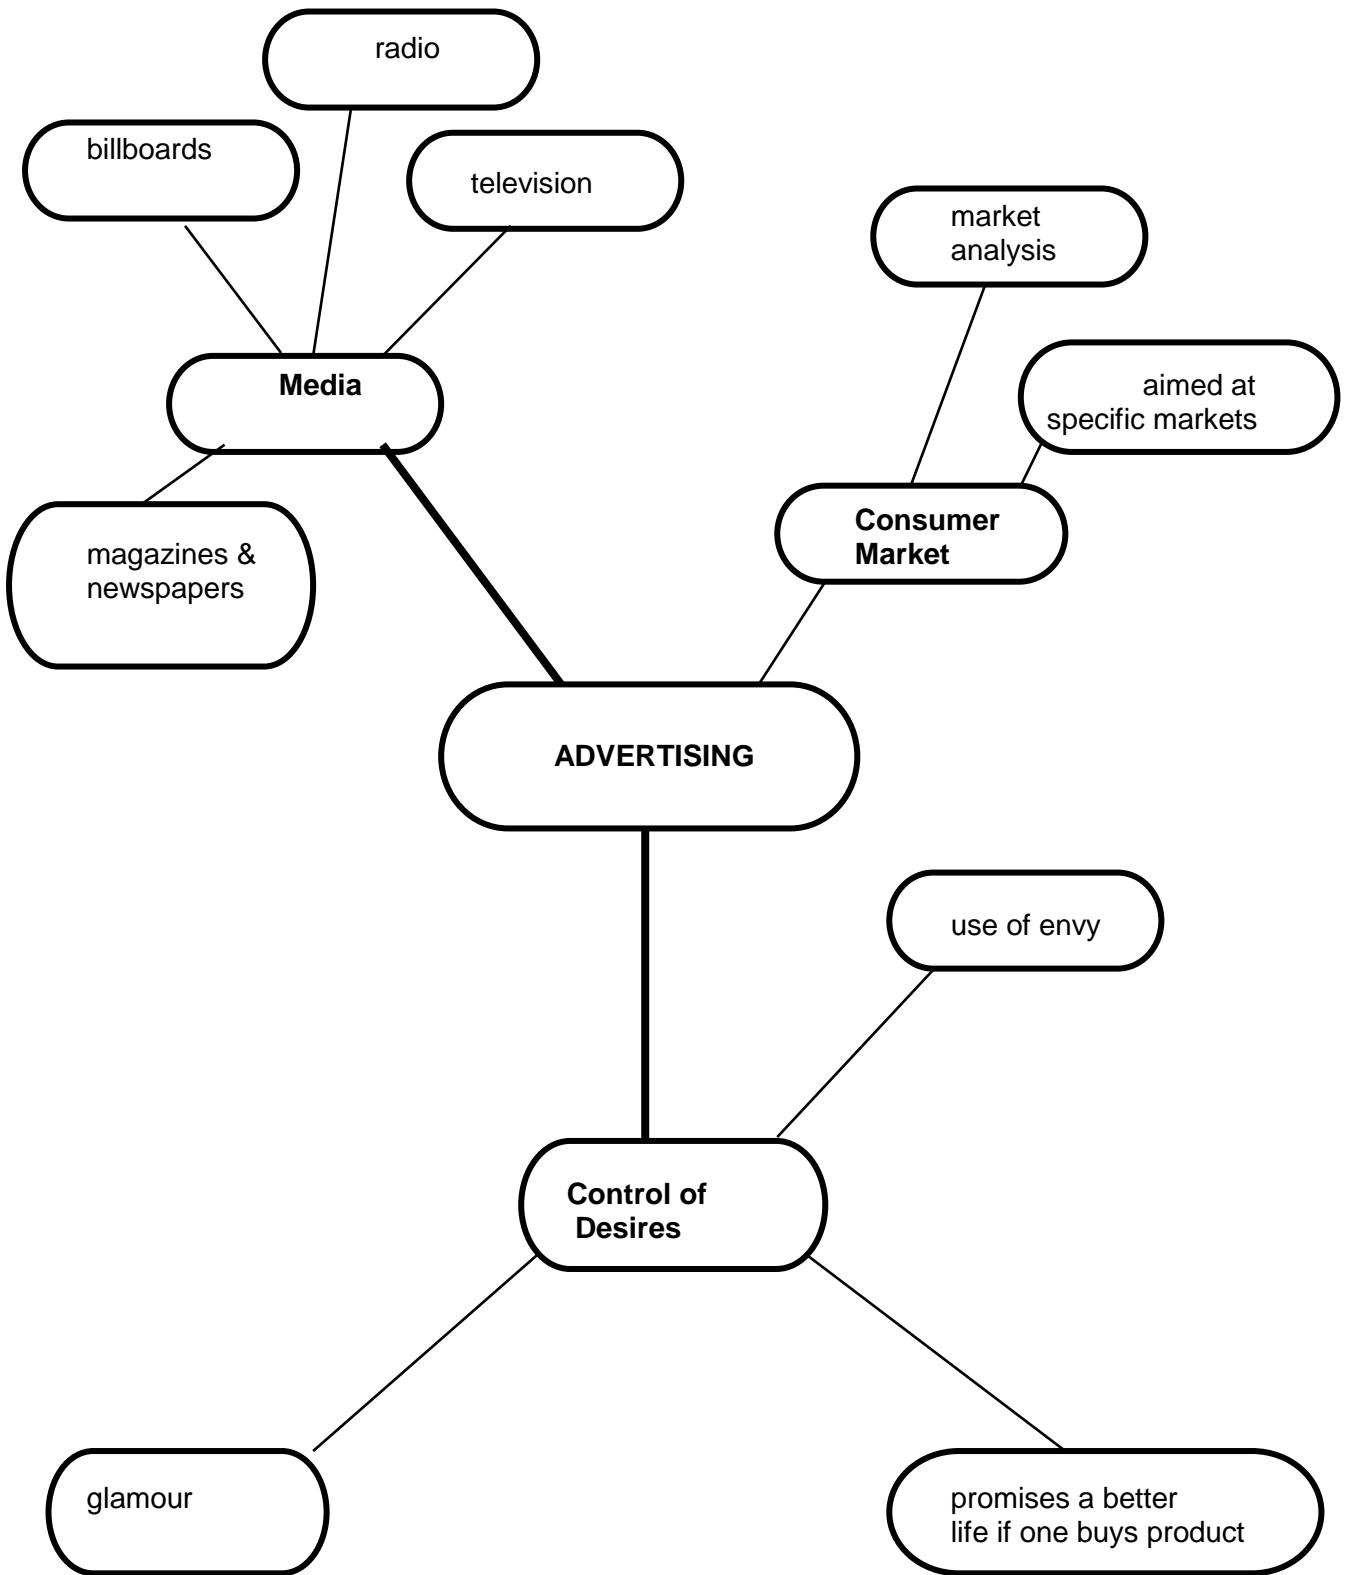 radio
billboards
television
market
analysis
aimed at
specific markets
Media
Consumer
Market
magazines &
newspapers
ADVERTISING
use of envy
Control of
Desires
glamour
promises a better
life if one buys product